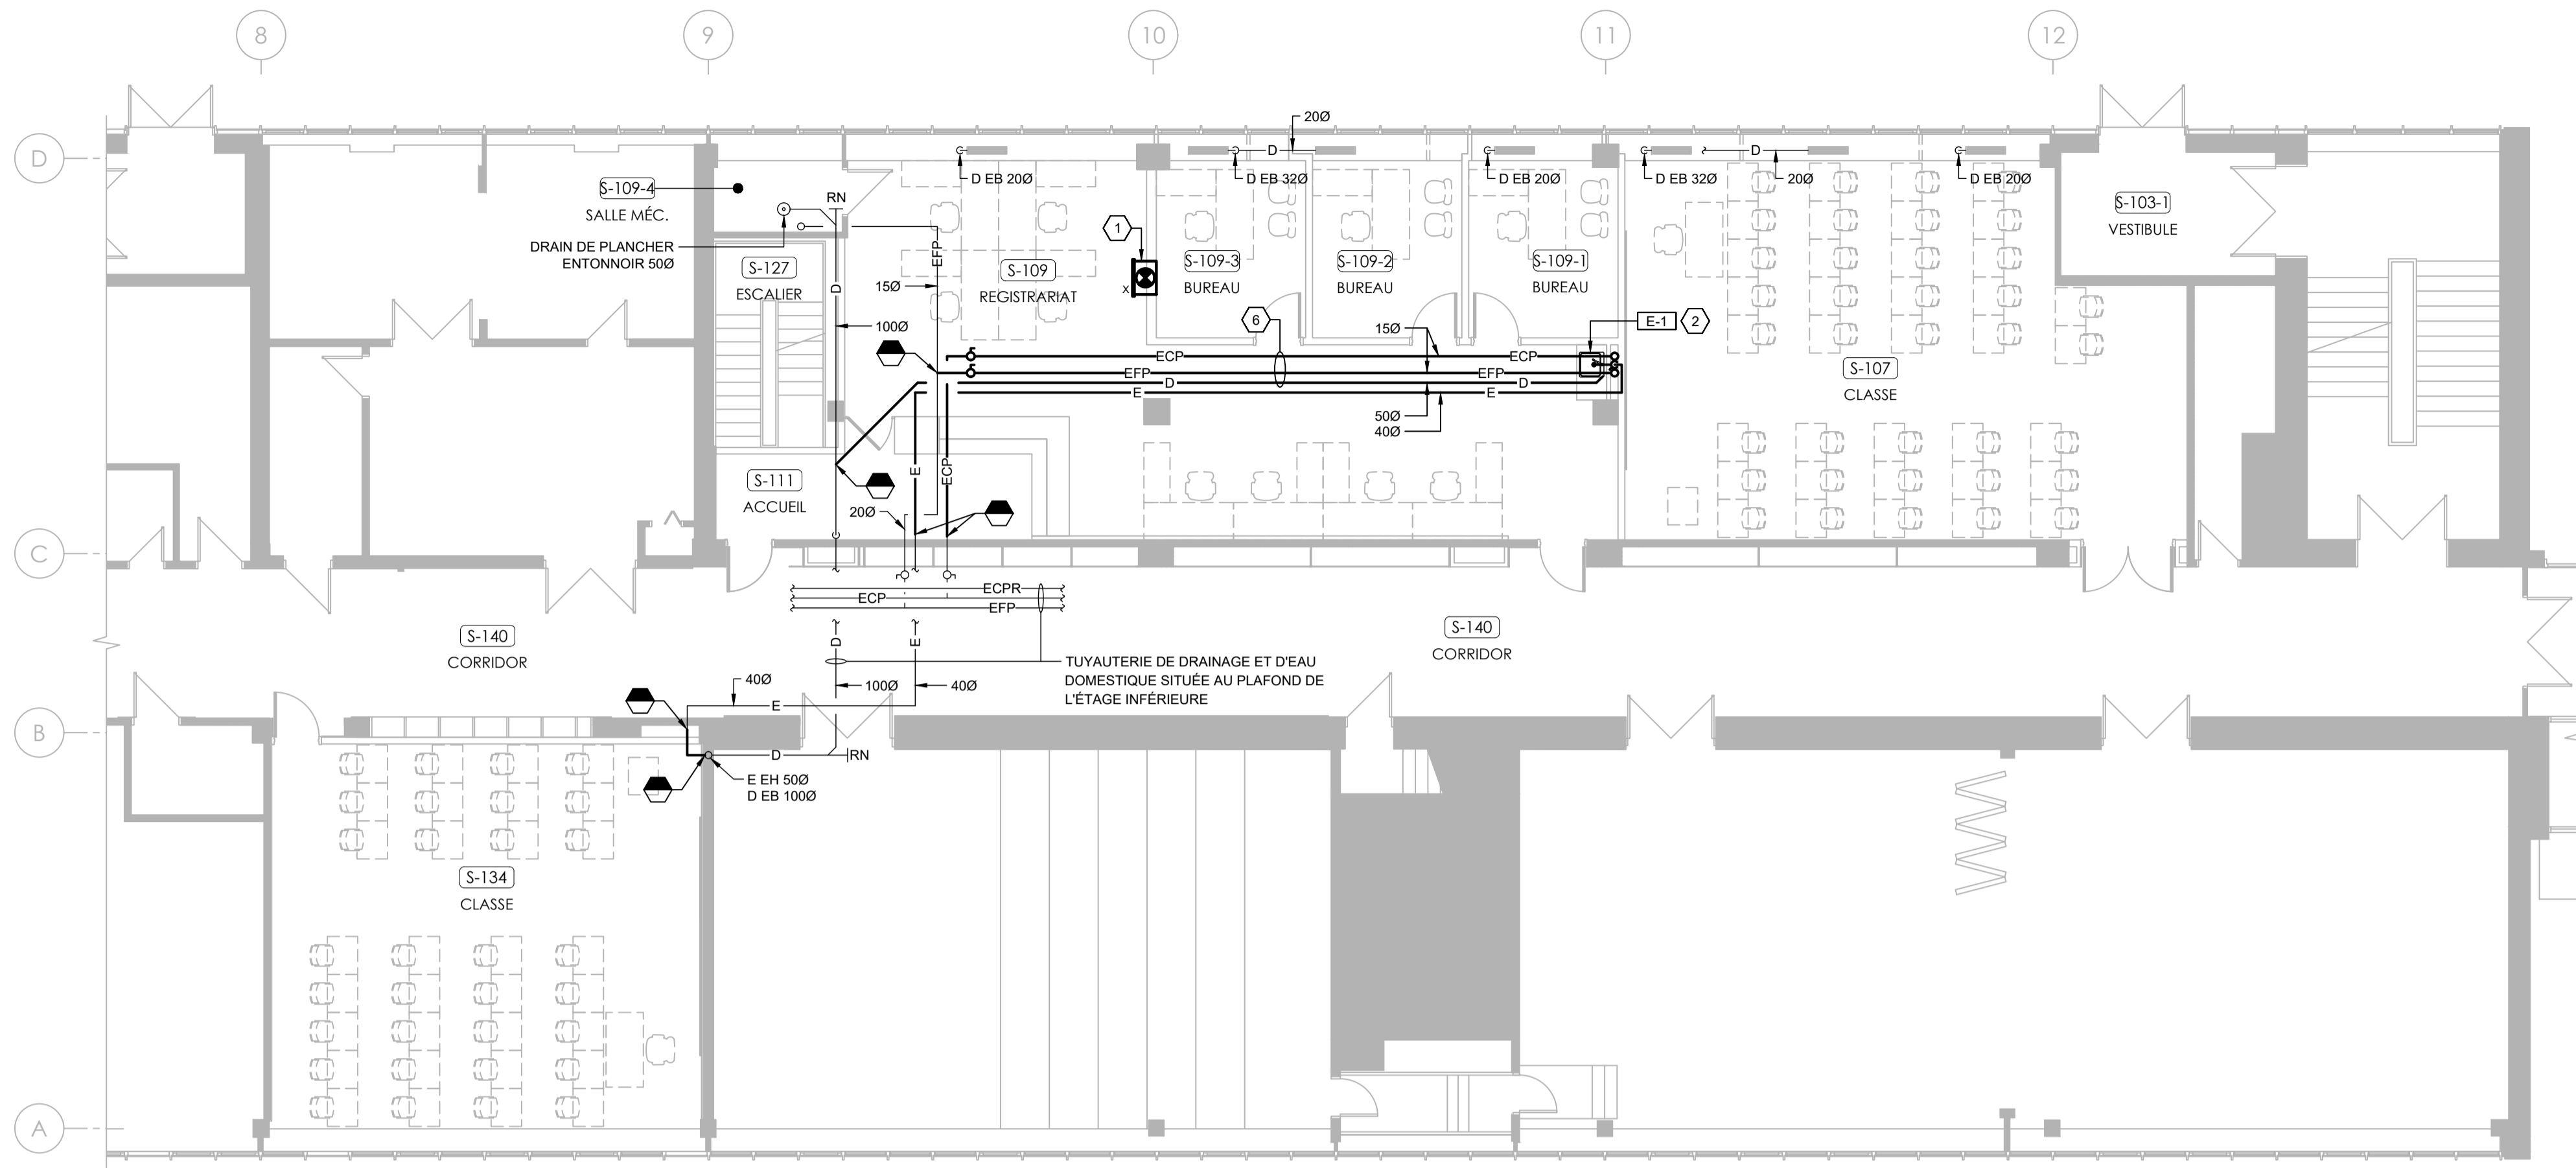 8
9
10
11
12
D
C
B
A
20Ø
D
D EB 20Ø
D EB 32Ø
D EB 20Ø
D EB 32Ø
D
20Ø
D EB 20Ø
S-109-4
SALLE MÉC.
RN
DRAIN DE PLANCHER
ENTONNOIR 50Ø
S-127
ESCALIER
D
EFP
15Ø
100Ø
S-109
REGISTRARIAT
1
X
S-109-3
BUREAU
S-109-2
BUREAU
S-109-1
BUREAU
S-103-1
VESTIBULE
6
15Ø
E-1
2
ECP
ECP
EFP
EFP
D
D
E
E
50Ø
40Ø
S-107
CLASSE
S-111
ACCUEIL
E
ECP
20Ø
ECPR
ECP
EFP
S-140
CORRIDOR
D
E
S-140
CORRIDOR
TUYAUTERIE DE DRAINAGE ET D'EAU
DOMESTIQUE SITUÉE AU PLAFOND DE
L'ÉTAGE INFÉRIEURE
40Ø
100Ø
40Ø
E
D
RN
E EH 50Ø
D EB 100Ø
S-134
CLASSE